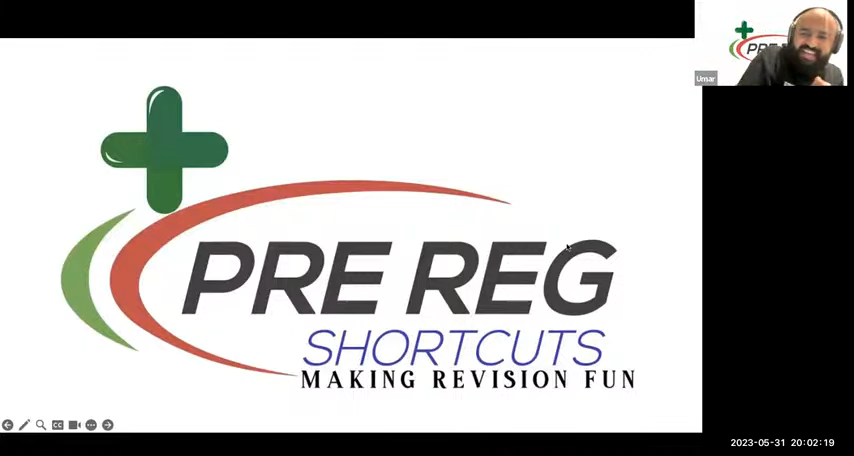 PRE REG
SHORTCUTS
MAKING REVISION FUN
Umar
2023-05-31 20:02:19